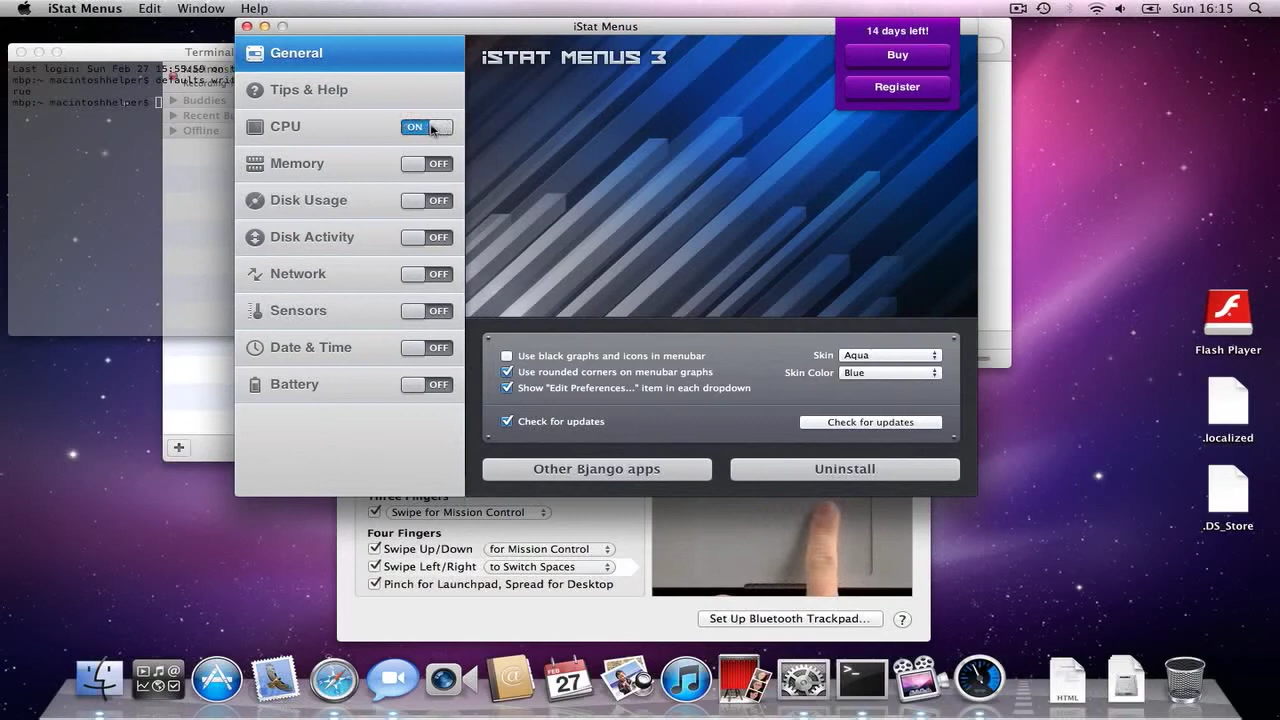 iStat Menus Edit Window Help
Sun 16:15
Terminal
Last login: Sun Feb 27 15:
mbp:~ macintoshhelper$ defaults wri
rue
mbp:~ macintoshhelper$
Buddies
Recent Bu
Offline
iStat Menus
General
Tips & Help
CPU ON
Memory OFF
Disk Usage OFF
Disk Activity OFF
Network OFF
Sensors OFF
Date & Time OFF
Battery OFF
iSTAT MENUS 3
14 days left!
Buy
Register
Use black graphs and icons in menubar
Use rounded corners on menubar graphs
Show "Edit Preferences..." item in each dropdown
Skin Aqua
Skin Color Blue
Check for updates
Check for updates
Other Bjango apps
Uninstall
Three Fingers
Swipe for Mission Control
Four Fingers
Swipe Up/Down for Mission Control
Swipe Left/Right to Switch Spaces
Pinch for Launchpad, Spread for Desktop
Set Up Bluetooth Trackpad... ?
Flash Player
.localized
.DS_Store
FEB
27
HTML